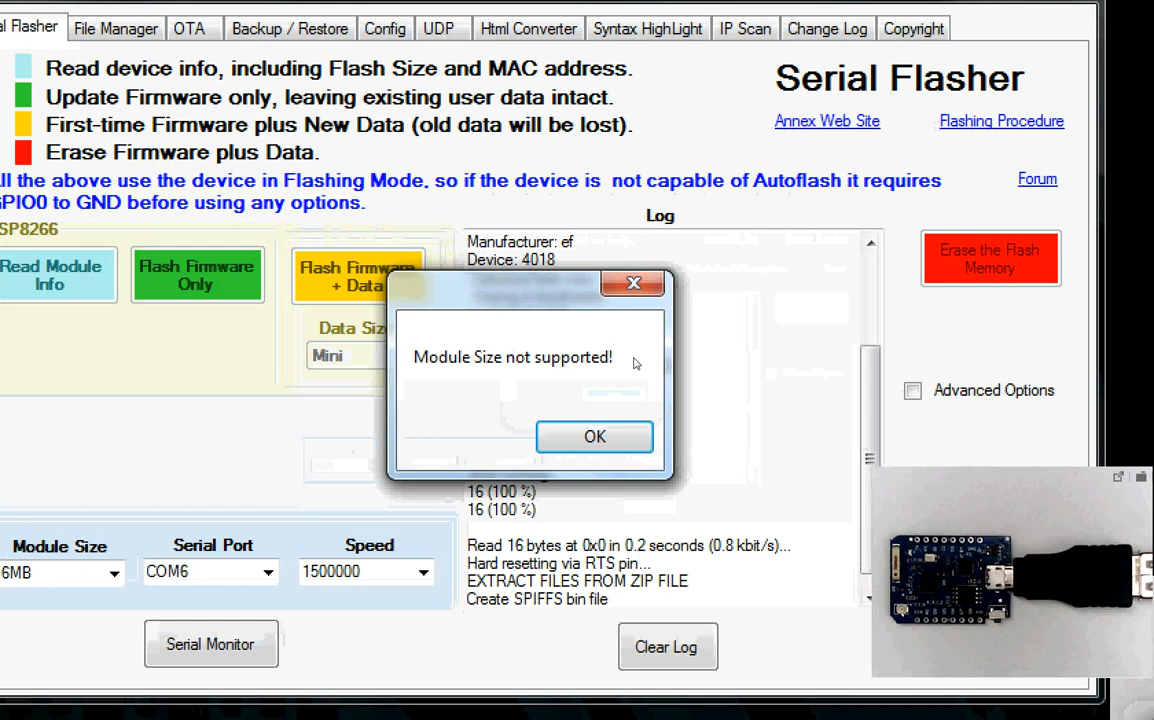 al Flasher
File Manager
OTA
Backup / Restore
Config
UDP
Html Converter
Syntax HighLight
IP Scan
Change Log
Copyright
Read device info, including Flash Size and MAC address.
Update Firmware only, leaving existing user data intact.
First-time Firmware plus New Data (old data will be lost).
Erase Firmware plus Data.
ll the above use the device in Flashing Mode, so if the device is not capable of Autoflash it requires
GPIO0 to GND before using any options.
Serial Flasher
Annex Web Site
Flashing Procedure
Forum
SP8266
Read Module
Info
Flash Firmware
Only
Flash Firmware
+ Data
Data Siz
Mini
Log
Manufacturer: ef
Device: 4018
Erase the Flash
Memory
Module Size not supported!
OK
Advanced Options
16 (100 %)
16 (100 %)
Read 16 bytes at 0x0 in 0.2 seconds (0.8 kbit/s)...
Hard resetting via RTS pin...
EXTRACT FILES FROM ZIP FILE
Create SPIFFS bin file
Module Size
6MB
Serial Port
COM6
Speed
1500000
Serial Monitor
Clear Log